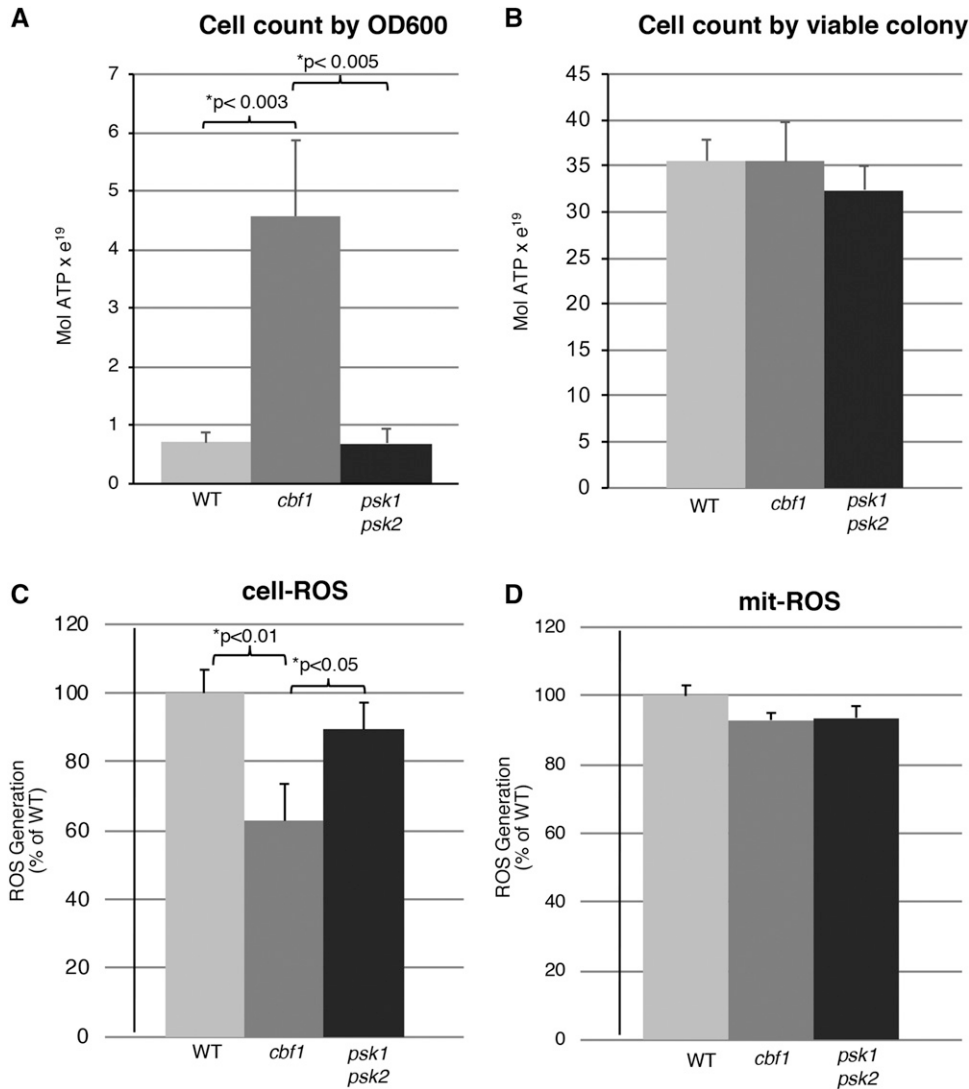 A
Cell count by OD600
*p< 0.005
*p< 0.003
7
6
5
4
3
2
1
0
Mol ATP x e19
WT
cbf1
psk1
psk2
B
Cell count by viable colony
45
40
35
30
25
20
15
10
5
0
Mol ATP x e19
WT
cbf1
psk1
psk2
C
cell-ROS
*p<0.01
*p<0.05
120
100
80
60
40
20
0
ROS Generation
(% of WT)
WT
cbf1
psk1
psk2
D
mit-ROS
120
100
80
60
40
20
0
ROS Generation
(% of WT)
WT
cbf1
psk1
psk2